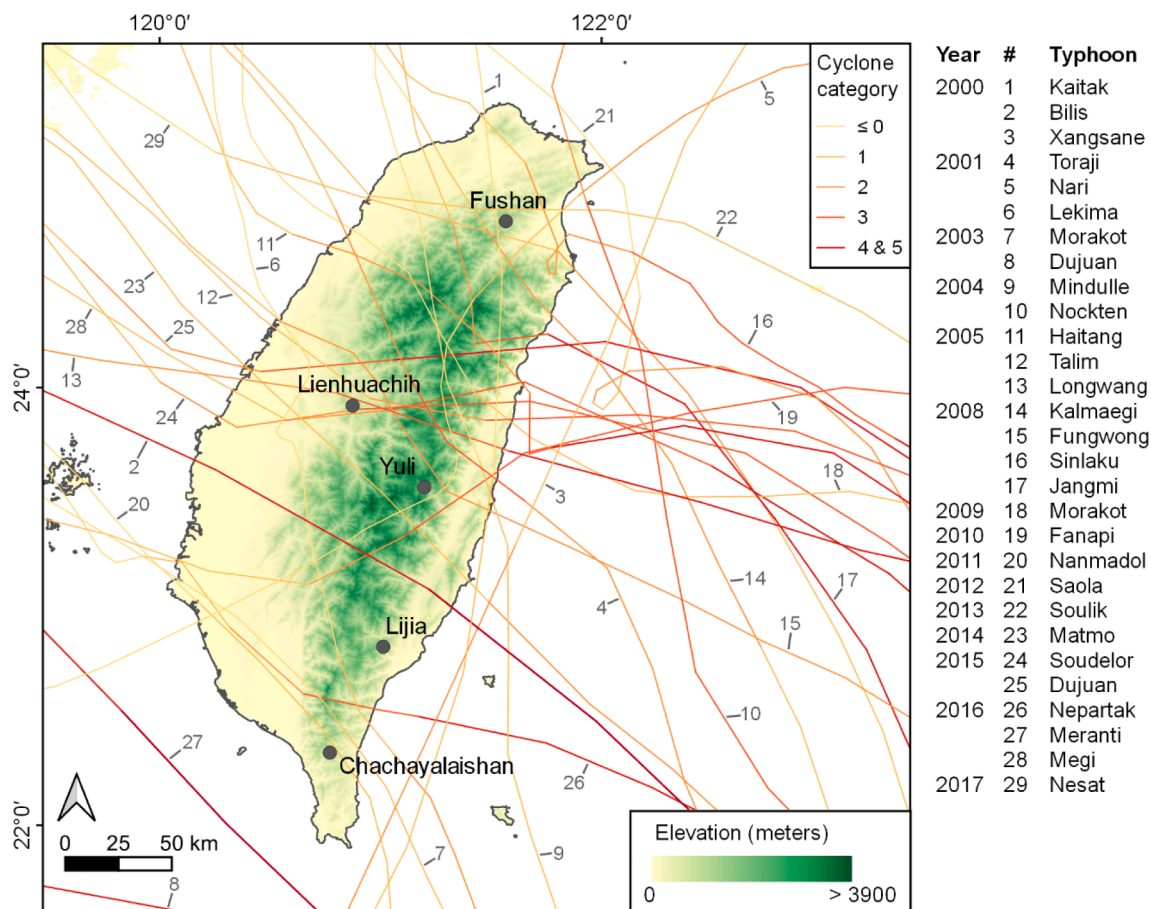 120°0′ 122°0′
24°0′
22°0′
Cyclone
category
≤ 0
1
2
3
4 & 5
1
21
5
29
Fushan
22
11
6
23
12
28
25
16
13
Lienhuachih
24
19
2
Yuli
18
20
3
14
17
4
15
Lijia
10
27
Chachayalaishan
26
7
9
8
0 25 50 km
Elevation (meters)
0 > 3900
Year # Typhoon
2000 1 Kaitak
2 Bilis
3 Xangsane
2001 4 Toraji
5 Nari
6 Lekima
2003 7 Morakot
8 Dujuan
2004 9 Mindulle
10 Nockten
2005 11 Haitang
12 Talim
13 Longwang
2008 14 Kalmaegi
15 Fungwong
16 Sinlaku
17 Jangmi
2009 18 Morakot
2010 19 Fanapi
2011 20 Nanmadol
2012 21 Saola
2013 22 Soulik
2014 23 Matmo
2015 24 Soudelor
25 Dujuan
2016 26 Nepartak
27 Meranti
28 Megi
2017 29 Nesat